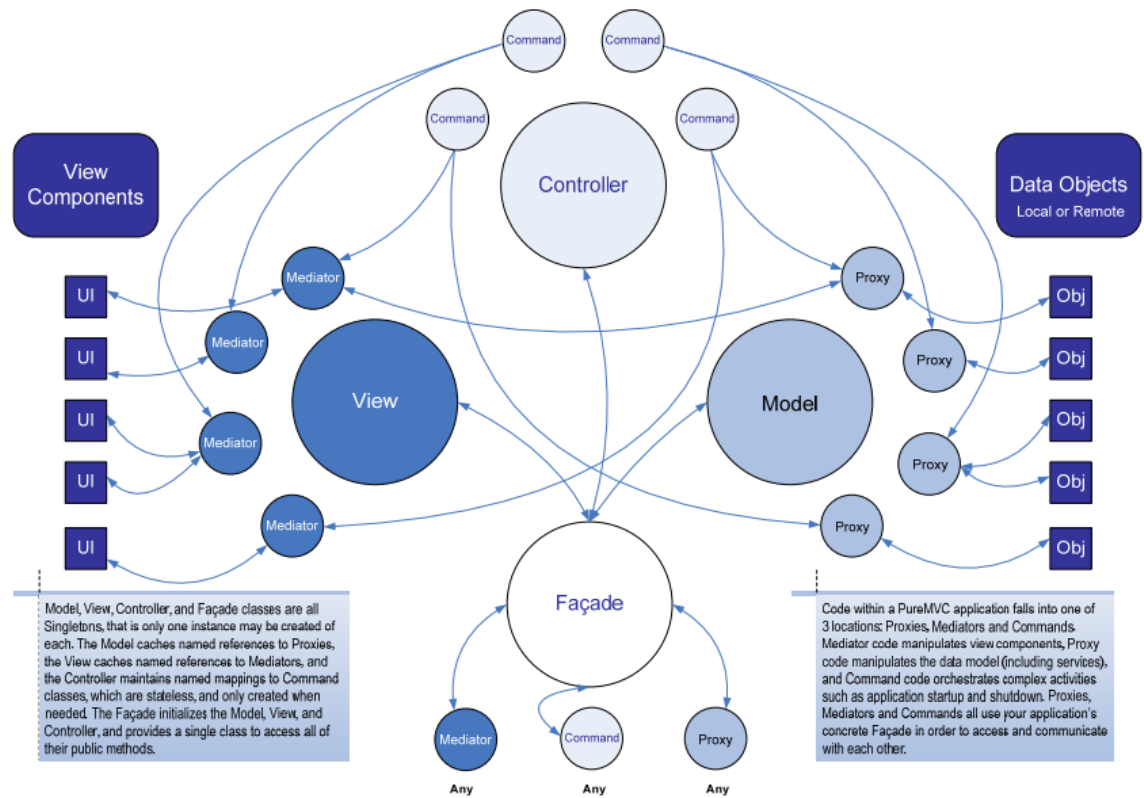 Command
Command
Command
Command
View
Components
Controller
Data Objects
Local or Remote
Mediator
Proxy
UI
Obj
Mediator
UI
Proxy
Obj
View
Model
UI
Mediator
Proxy
Obj
UI
Obj
Mediator
Proxy
UI
Obj
Façade
Model, View, Controller, and Façade classes are all
Singletons, that is only one instance may be created of
each. The Model caches named references to Proxies,
the View caches named references to Mediators, and
the Controller maintains named mappings to Command
classes, which are stateless, and only created when
needed. The Façade initializes the Model, View, and
Controller, and provides a single class to access all of
their public methods.
Code within a PureMVC application falls into one of
3 locations: Proxies, Mediators and Commands.
Mediator code manipulates view components, Proxy
code manipulates the data model (including services),
and Command code orchestrates complex activities
such as application startup and shutdown. Proxies,
Mediators and Commands all use your application's
concrete Façade in order to access and communicate
with each other.
Mediator
Command
Proxy
Any
Any
Any